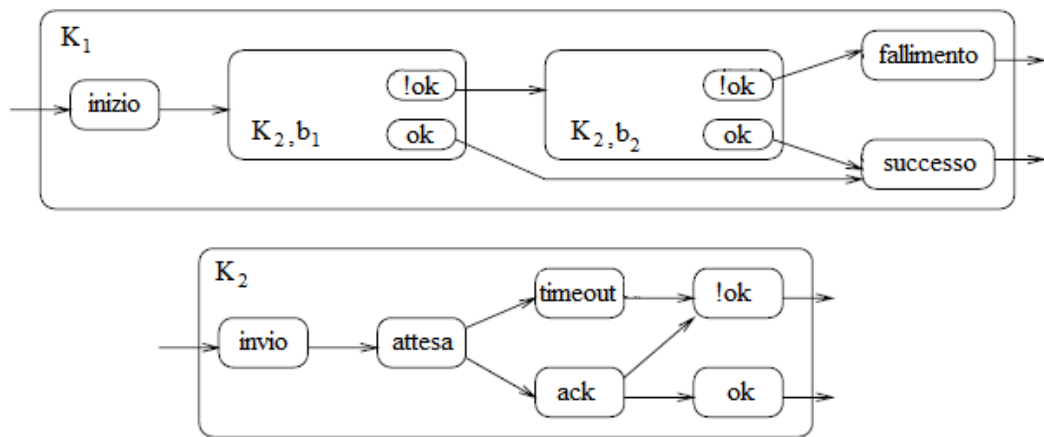 K1
inizio
!ok
ok
K2,b1
!ok
ok
K2,b2
fallimento
successo
K2
invio
attesa
timeout
ack
!ok
ok